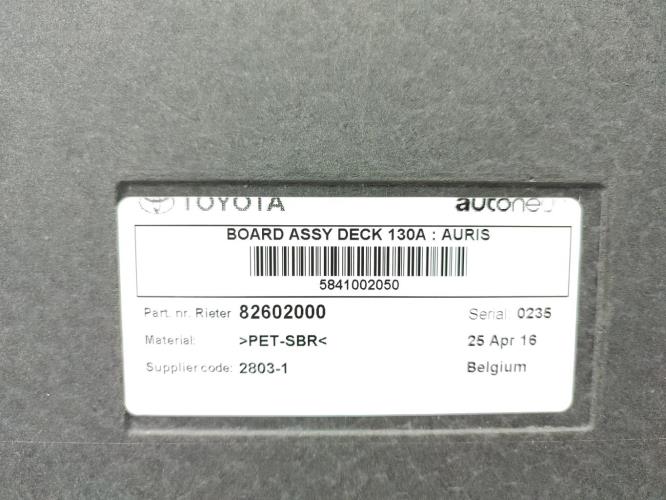 TOYOTA autoneum
BOARD ASSY DECK 130A : AURIS
5841002050
Part. nr. Rieter 82602000 Serial: 0235
Material: >PET-SBR< 25 Apr 16
Supplier code: 2803-1 Belgium